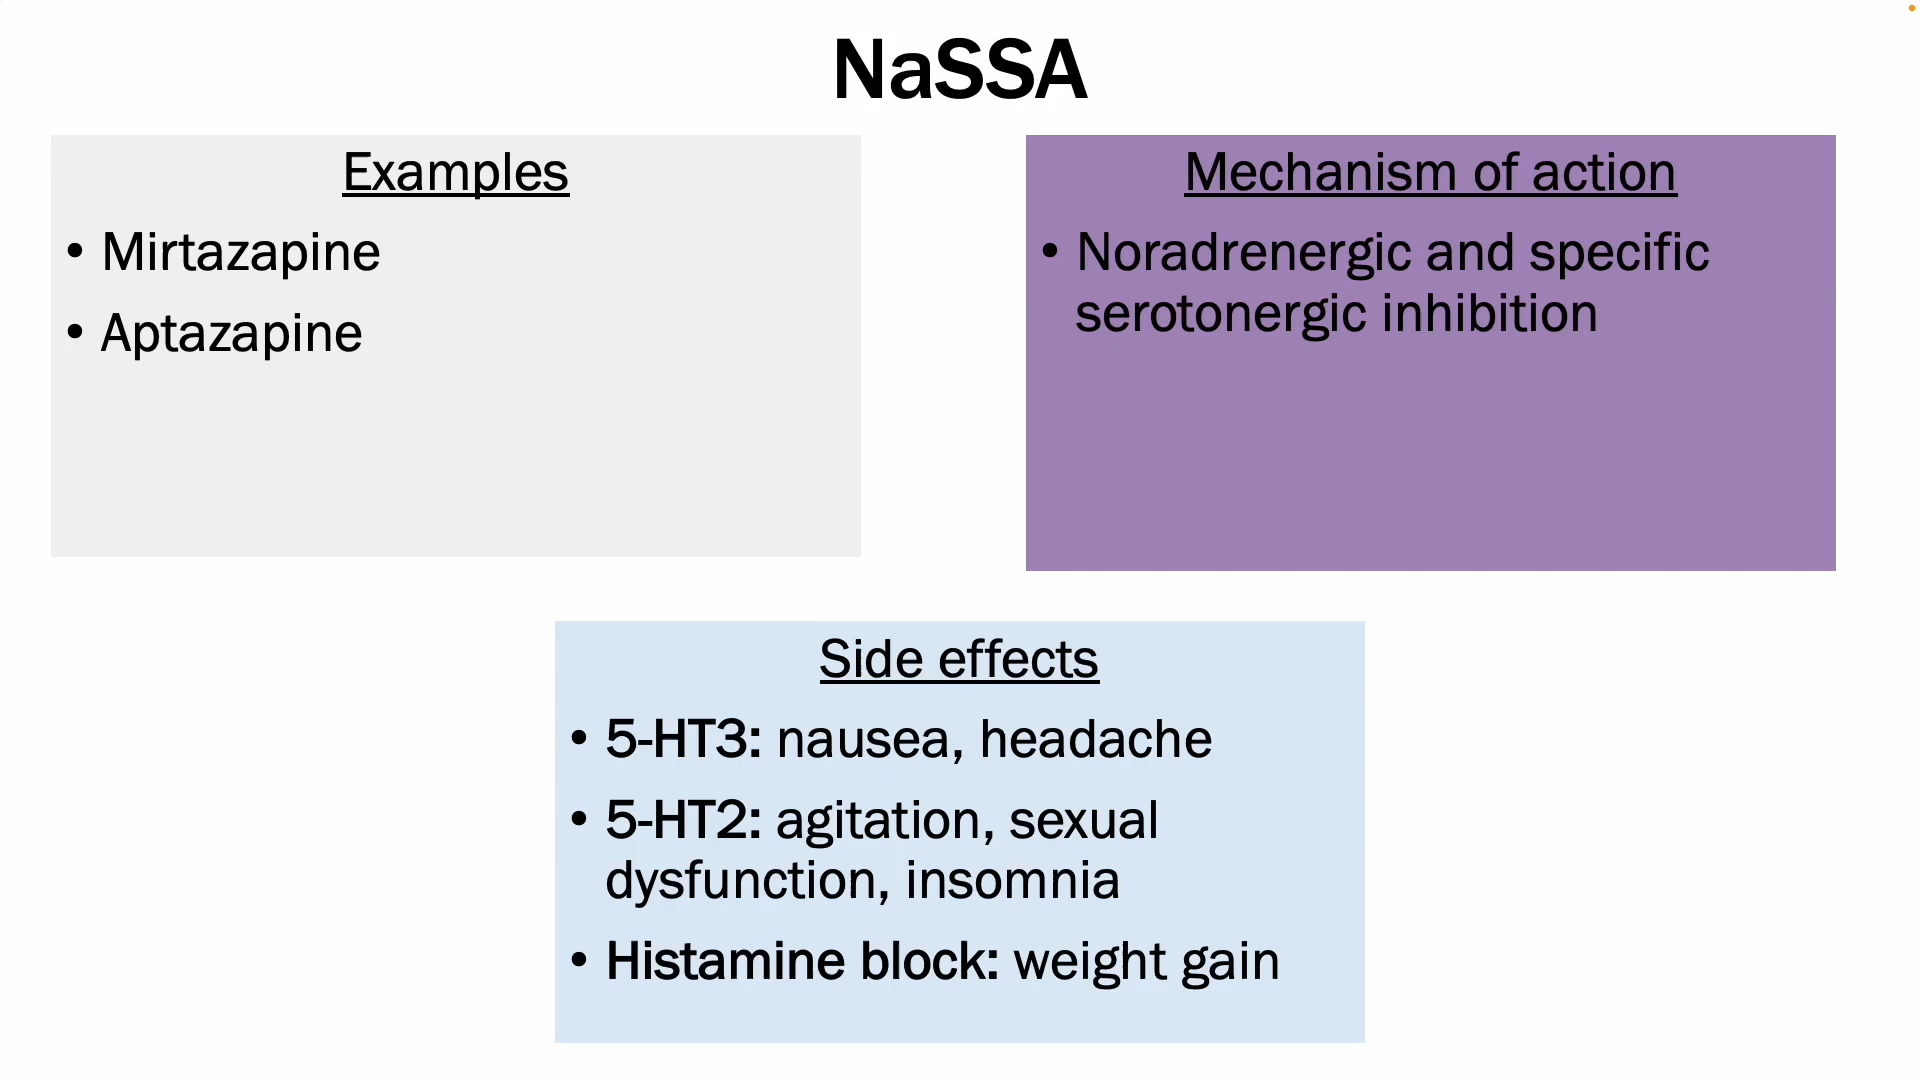 NaSSA
Examples
• Mirtazapine
• Aptazapine
Mechanism of action
• Noradrenergic and specific
serotonergic inhibition
Side effects
• 5-HT3: nausea, headache
• 5-HT2: agitation, sexual
dysfunction, insomnia
• Histamine block: weight gain